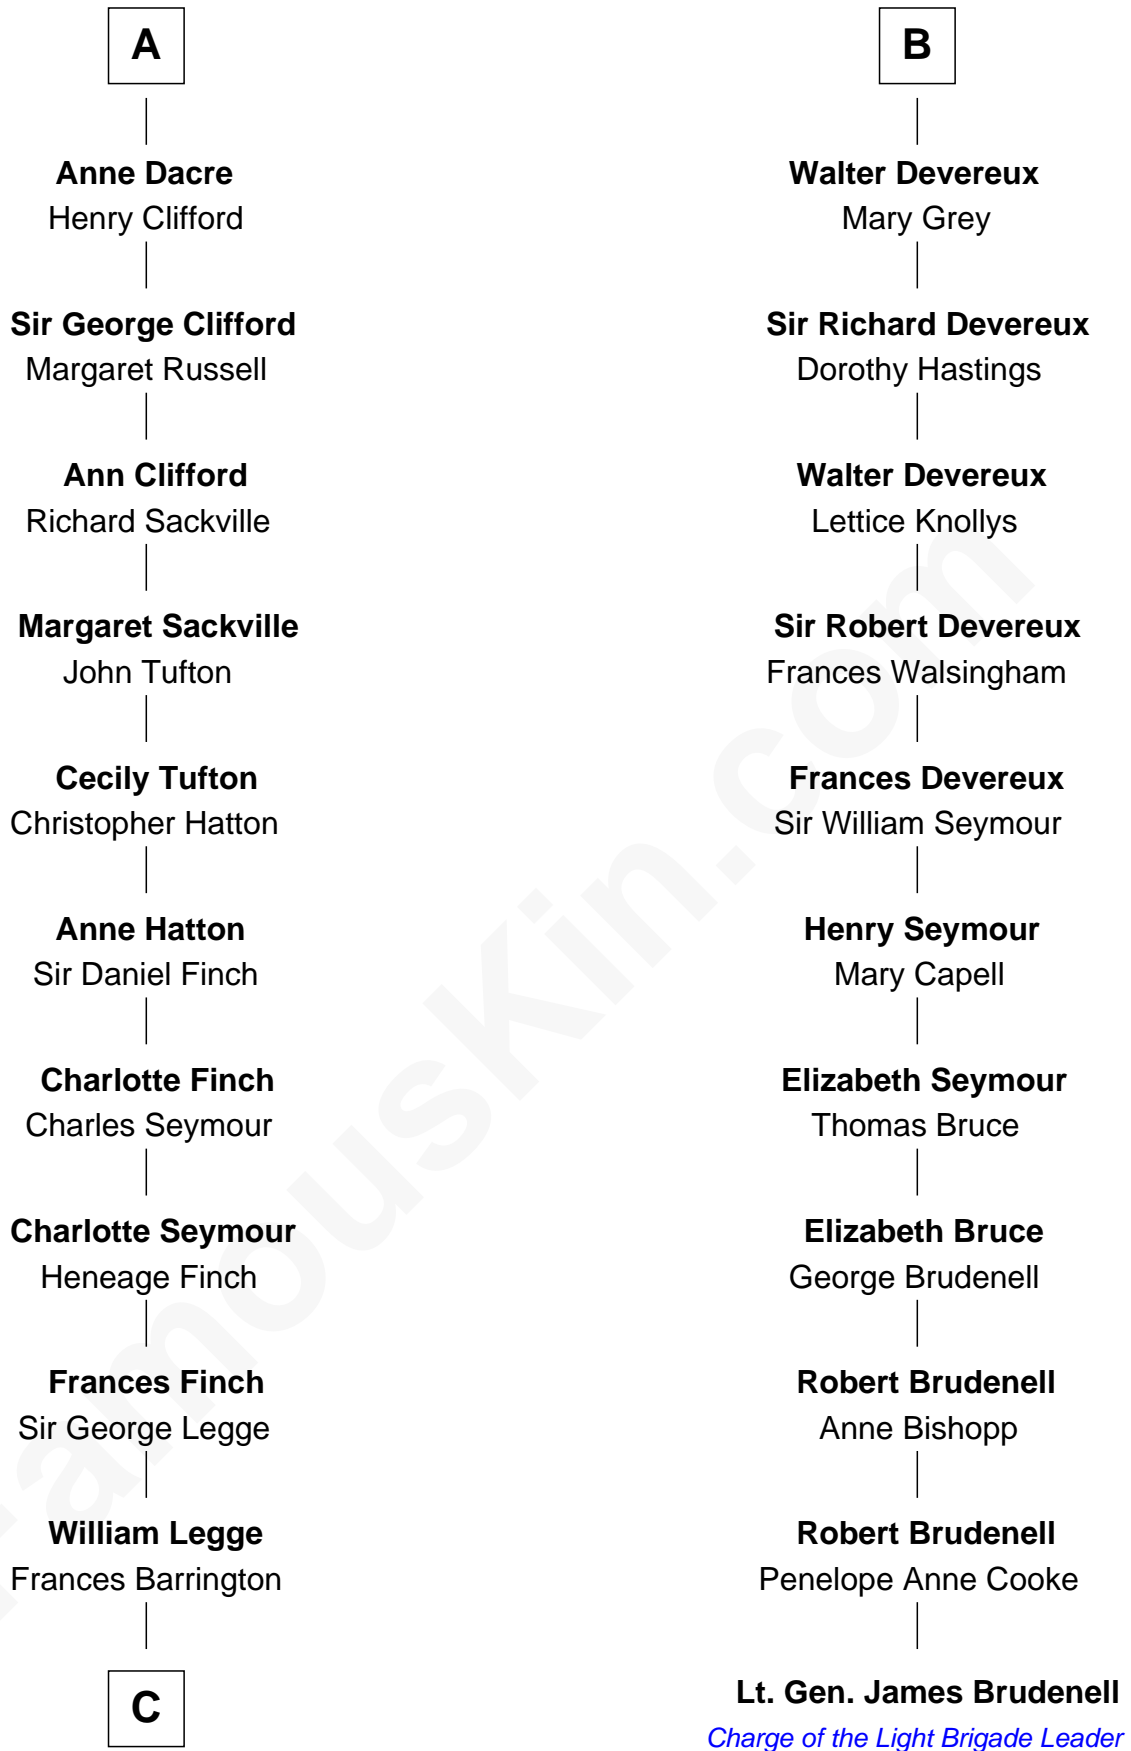 A
Anne Dacre
Henry Clifford
Sir George Clifford
Margaret Russell
Ann Clifford
Richard Sackville
Margaret Sackville
John Tufton
Cecily Tufton
Christopher Hatton
Anne Hatton
Sir Daniel Finch
Charlotte Finch
Charles Seymour
Charlotte Seymour
Heneage Finch
Frances Finch
Sir George Legge
William Legge
Frances Barrington
C
B
Walter Devereux
Mary Grey
Sir Richard Devereux
Dorothy Hastings
Walter Devereux
Lettice Knollys
Sir Robert Devereux
Frances Walsingham
Frances Devereux
Sir William Seymour
Henry Seymour
Mary Capell
Elizabeth Seymour
Thomas Bruce
Elizabeth Bruce
George Brudenell
Robert Brudenell
Anne Bishopp
Robert Brudenell
Penelope Anne Cooke
Lt. Gen. James Brudenell
Charge of the Light Brigade Leader
FamousKin.com